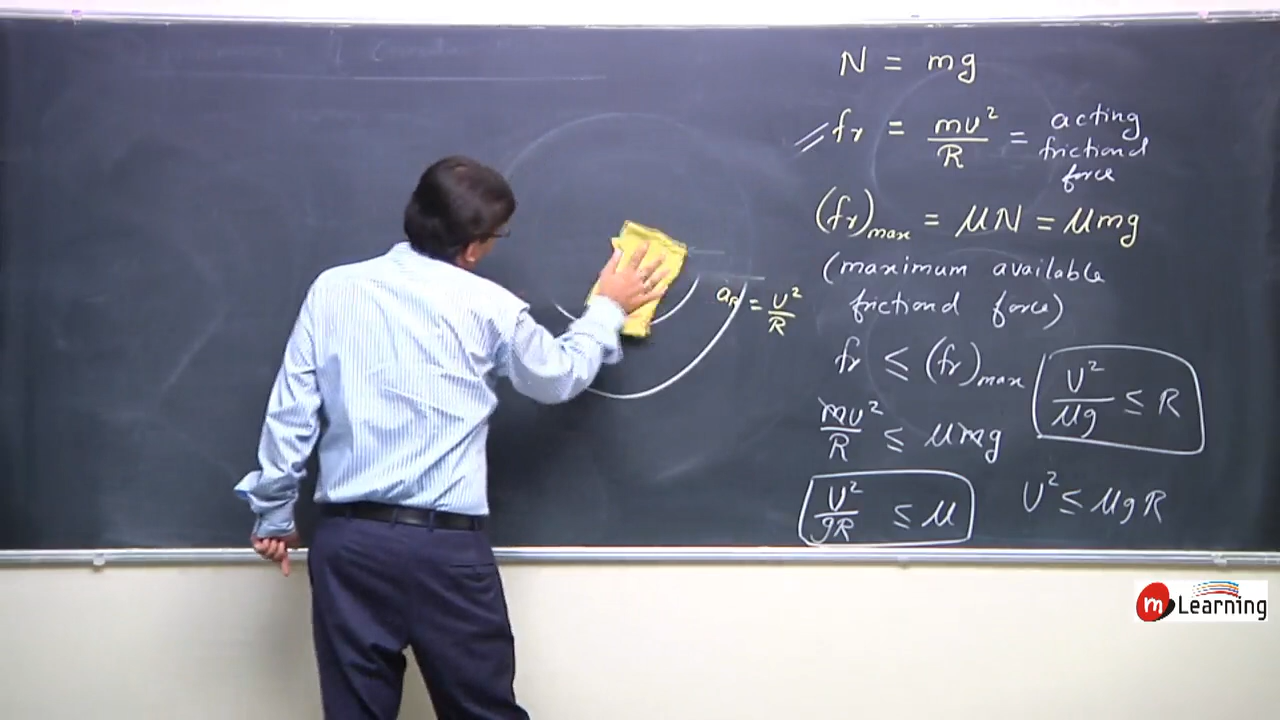 N = mg
fr = mv²/R = acting frictional force
(fr)max = μN = μmg
(maximum available
frictional force)
aR = v²/R
fr ≤ (fr)max
v²/μg ≤ R
mv²/R ≤ μmg
v²/gR ≤ μ
v² ≤ μgR
m Learning